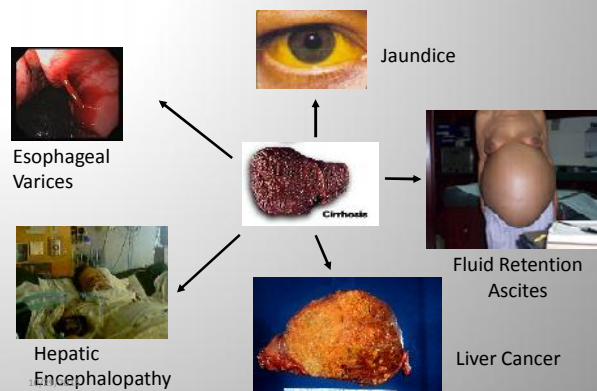 Jaundice
Esophageal
Varices
Cirrhosis
Fluid Retention
Ascites
Hepatic
Encephalopathy
Liver Cancer